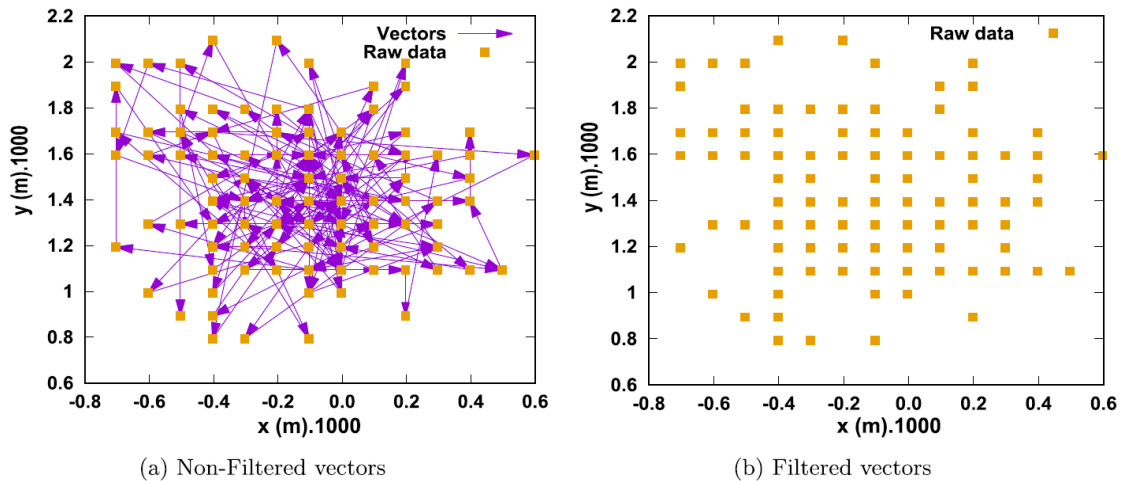 2.2
2
1.8
1.6
1.4
1.2
1
0.8
0.6
y (m).1000
Vectors
Raw data
-0.8 -0.6 -0.4 -0.2 0.0 0.2 0.4 0.6
x (m).1000
(a) Non-Filtered vectors
2.2
2
1.8
1.6
1.4
1.2
1
0.8
0.6
y (m).1000
Raw data
-0.8 -0.6 -0.4 -0.2 0.0 0.2 0.4 0.6
x (m).1000
(b) Filtered vectors